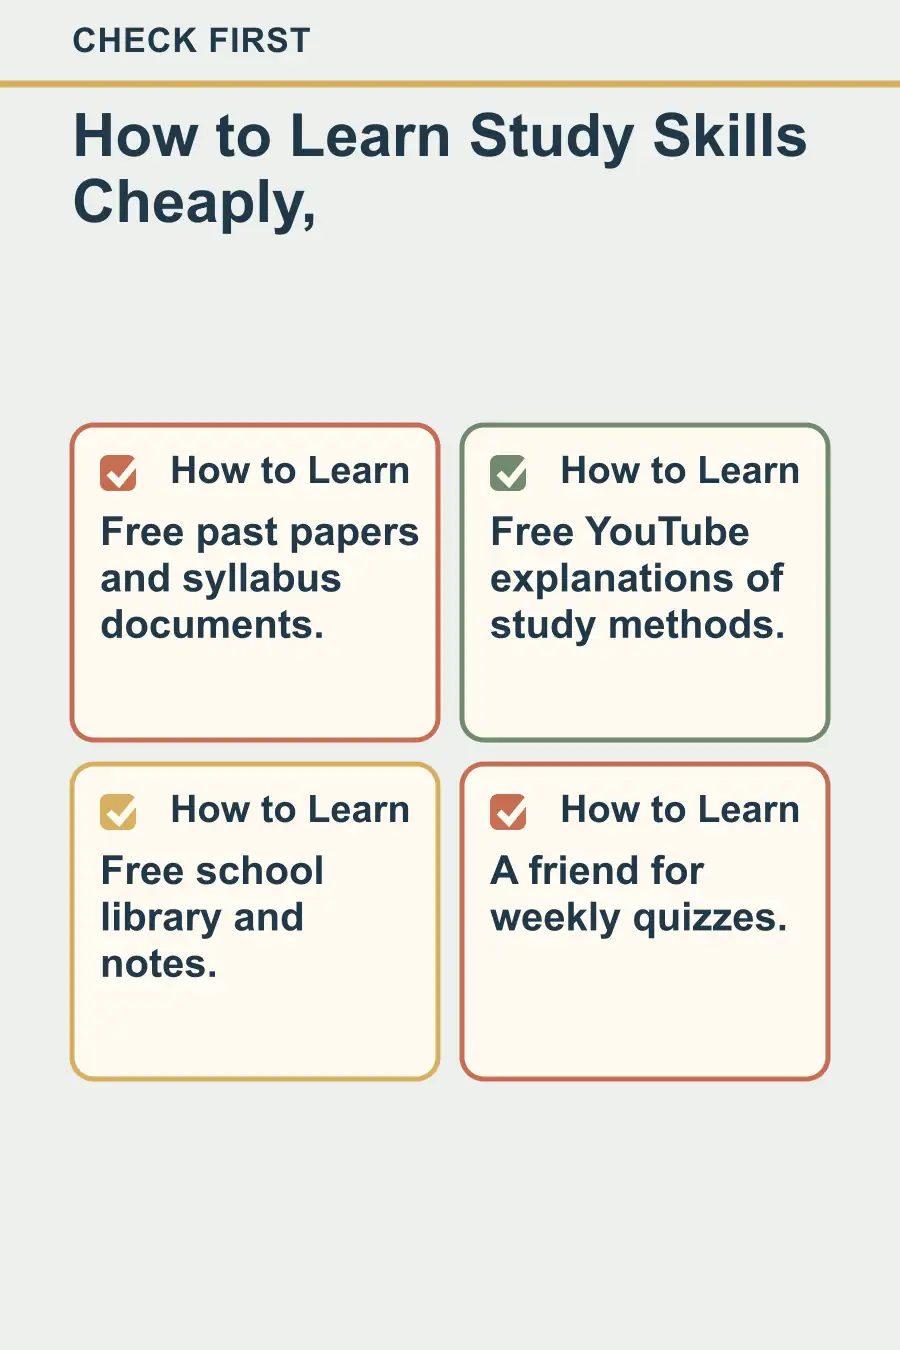 CHECK FIRST
How to Learn Study Skills
Cheaply,
How to Learn
Free past papers
and syllabus
documents.
How to Learn
Free YouTube
explanations of
study methods.
How to Learn
Free school
library and
notes.
How to Learn
A friend for
weekly quizzes.